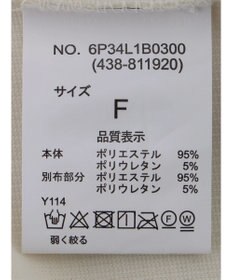 NO. 6P34L1B0300
(438-811920)
サイズ
F
品質表示
本体 ポリエステル 95%
ポリウレタン 5%
別布部分 ポリエステル 95%
ポリウレタン 5%
Y114
F W
弱く絞る